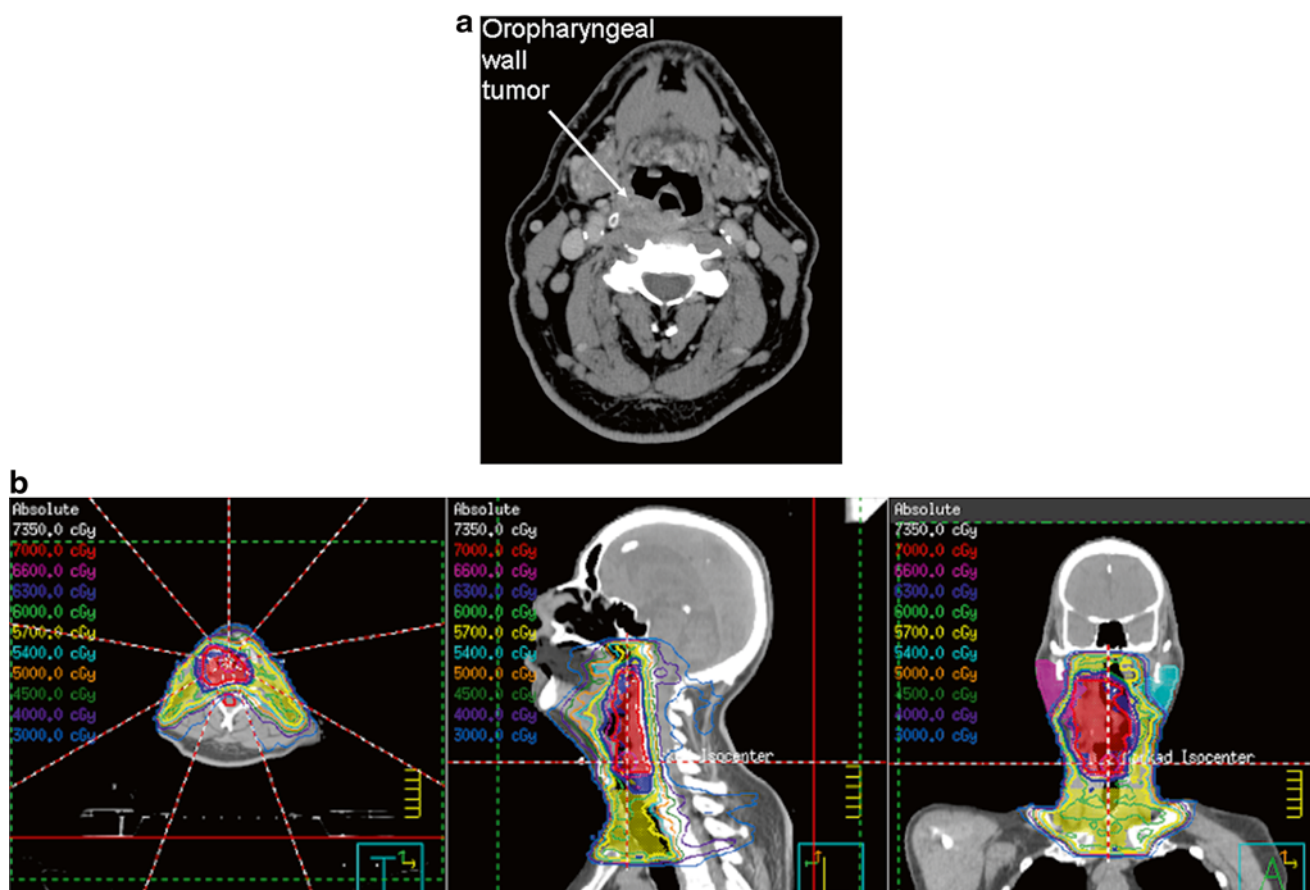 a
Oropharyngeal
wall
tumor
b
Absolute
7350.0 cGy
7000.0 cGy
6600.0 cGy
6300.0 cGy
6000.0 cGy
5700.0 cGy
5400.0 cGy
5000.0 cGy
4500.0 cGy
4000.0 cGy
3000.0 cGy
Absolute
7350.0 cGy
7000.0 cGy
6600.0 cGy
6300.0 cGy
6000.0 cGy
5700.0 cGy
5400.0 cGy
5000.0 cGy
4500.0 cGy
4000.0 cGy
3000.0 cGy
Isocenter
Absolute
7350.0 cGy
7000.0 cGy
6600.0 cGy
6300.0 cGy
6000.0 cGy
5700.0 cGy
5400.0 cGy
5000.0 cGy
4500.0 cGy
4000.0 cGy
3000.0 cGy
Isocenter
A